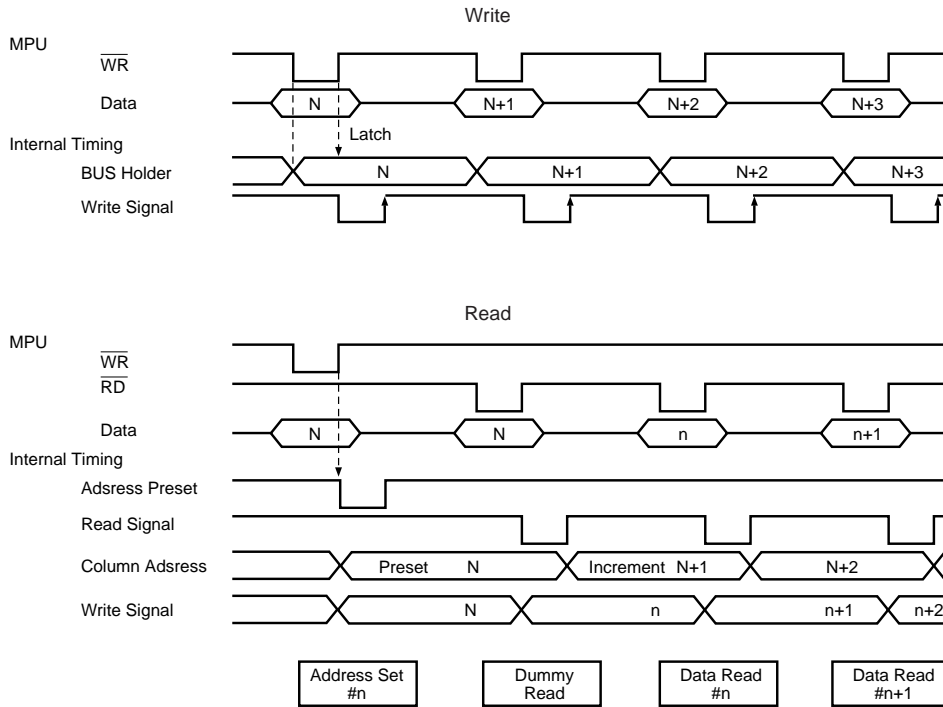 Write
MPU
WR
Data N N+1 N+2 N+3
Latch
Internal Timing
BUS Holder N N+1 N+2 N+3
Write Signal
Read
MPU
WR
RD
Data N N n n+1
Internal Timing
Adsress Preset
Read Signal
Column Adsress Preset N Increment N+1 N+2
Write Signal N n n+1 n+2
Address Set Dummy Data Read Data Read
#n Read #n #n+1